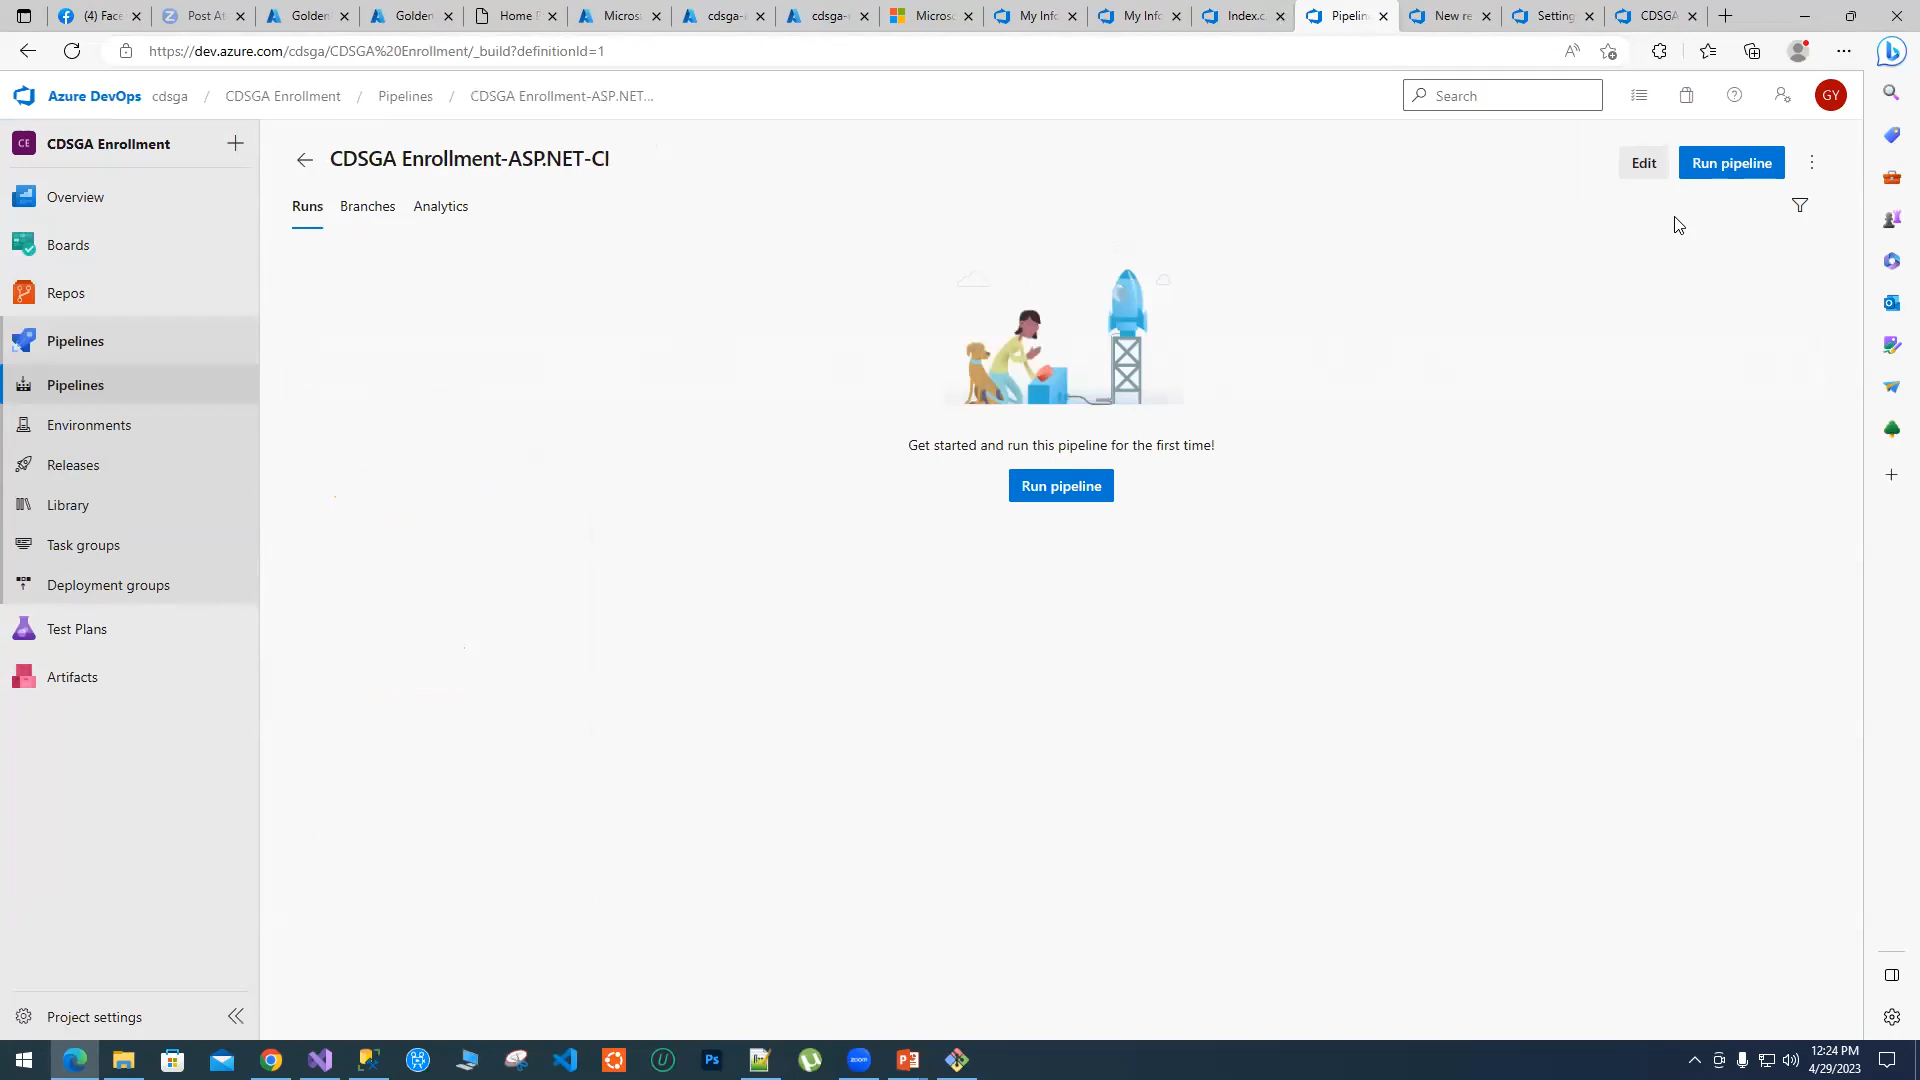 (4) Face
Post At
Golden
Golden
Home
Micros
cdsga-
cdsga-
Micros
My Info
My Info
Index.c
Pipelin
New re
Setting
CDSGA
https://dev.azure.com/cdsga/CDSGA%20Enrollment/_build?definitionId=1
Azure DevOps cdsga / CDSGA Enrollment / Pipelines / CDSGA Enrollment-ASP.NET...
Search
GY
CE CDSGA Enrollment
CDSGA Enrollment-ASP.NET-CI
Edit
Run pipeline
Runs Branches Analytics
Overview
Boards
Repos
Pipelines
Pipelines
Environments
Releases
Library
Task groups
Deployment groups
Test Plans
Artifacts
Get started and run this pipeline for the first time!
Run pipeline
Project settings
Ps
zoom
12:24 PM
4/29/2023